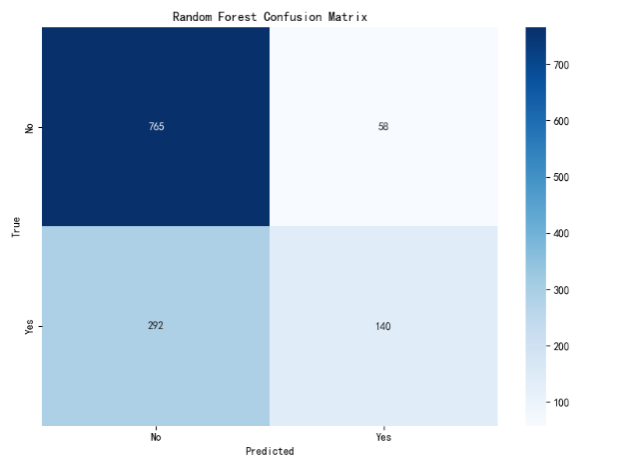 Random Forest Confusion Matrix
No
765
58
True
Yes
292
140
No
Yes
Predicted
700
600
500
400
300
200
100